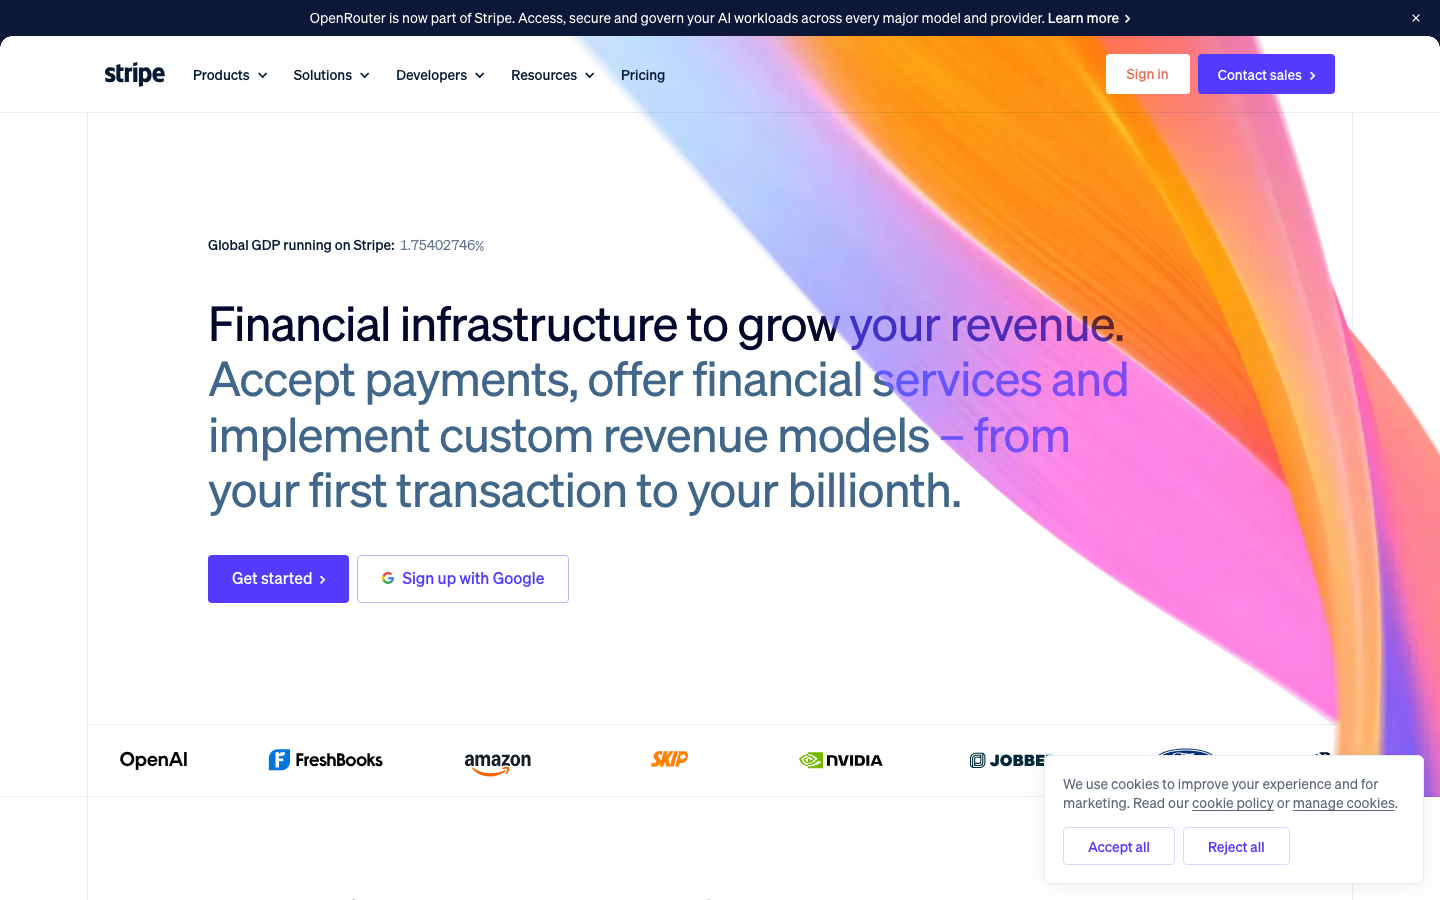 OpenRouter is now part of Stripe. Access, secure and govern your AI workloads across every major model and provider. Learn more
stripe
Products
Solutions
Developers
Resources
Pricing
Sign in
Contact sales
Global GDP running on Stripe: 1.75402746%
Financial infrastructure to grow your revenue.
Accept payments, offer financial services and
implement custom revenue models – from
your first transaction to your billionth.
Get started
Sign up with Google
OpenAI
FreshBooks
amazon
SKIP
NVIDIA
We use cookies to improve your experience and for
marketing. Read our cookie policy or manage cookies.
Accept all
Reject all